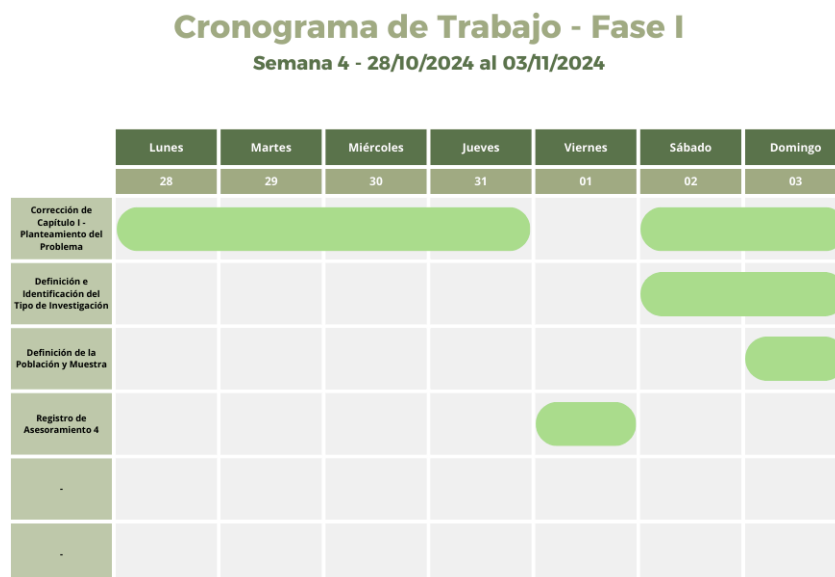 Cronograma de Trabajo - Fase I
Semana 4 - 28/10/2024 al 03/11/2024
Lunes Martes Miércoles Jueves Viernes Sábado Domingo
28 29 30 31 01 02 03
Corrección de
Capítulo I -
Planteamiento del
Problema
Definición e
Identificación del
Tipo de Investigación
Definición de la
Población y Muestra
Registro de
Asesoramiento 4
-
-